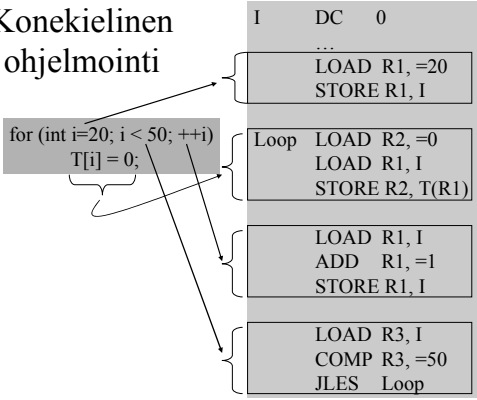 Konekielinen
ohjelmointi
for (int i=20; i < 50; ++i)
T[i] = 0;
I DC 0
...
LOAD R1, =20
STORE R1, I
Loop LOAD R2, =0
LOAD R1, I
STORE R2, T(R1)
LOAD R1, I
ADD R1, =1
STORE R1, I
LOAD R3, I
COMP R3, =50
JLES Loop